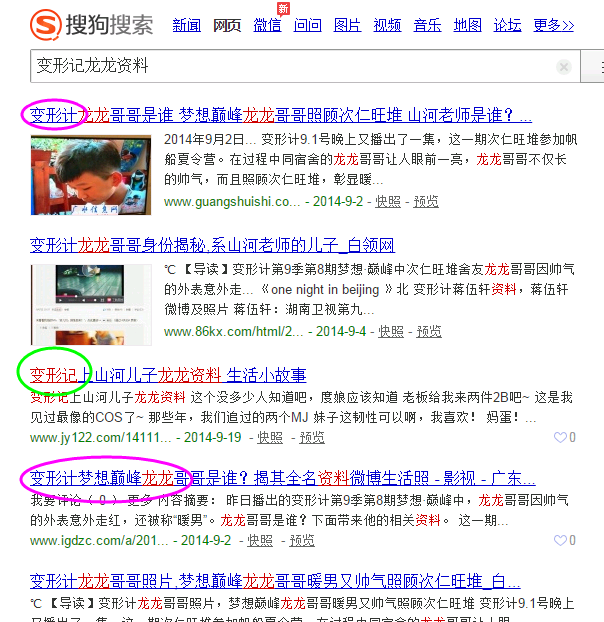 搜狗搜索 新闻 网页 微信 问问 图片 视频 音乐 地图 论坛 更多>>
新
变形记龙龙资料
变形计龙龙哥哥是谁 梦想巅峰龙龙哥哥照顾次仁旺堆 山河老师是谁？...
2014年9月2日... 变形计9.1号晚上又播出了一集，这一期次仁旺堆参加帆
船夏令营。在过程中同宿舍的龙龙哥哥让人眼前一亮，龙龙哥哥不仅长
的帅气，而且照顾次仁旺堆，彰显暖...
广水信息网
www.guangshuishi.co... - 2014-9-2 - 快照 - 预览
变形计龙龙哥哥身份揭秘,系山河老师的儿子_白领网
℃ 【导读】变形计第9季第8期梦想·巅峰中次仁旺堆舍友龙龙哥哥因帅气
的外表意外走... 《one night in beijing 》北 变形计蒋伍轩资料，蒋伍轩
微博及照片 蒋伍轩：湖南卫视第九...
www.86kx.com/html/2... - 2014-9-4 - 快照 - 预览
变形记上山河儿子龙龙资料 生活小故事
变形记上山河儿子龙龙资料 这个没多少人知道吧，度娘应该知道 老板给我来两件2B吧~ 这是我
见过最像的COS了~ 那些年，我们追过的两个MJ 妹子这韧性可以啊，我喜欢！ 妈蛋！...
www.jy122.com/14111... - 2014-9-19 - 快照 - 预览
0
变形计梦想巅峰龙龙哥哥是谁？揭其全名资料微博生活照 - 影视 - 广东...
我要评论（ 0 ） 更多 内容摘要： 昨日播出的变形计第9季第8期梦想·巅峰中，龙龙哥哥因帅气
的外表意外走红，还被称“暖男”。龙龙哥哥是谁？下面带来他的相关资料。 这一期...
www.igdzc.com/a/201... - 2014-9-2 - 快照 - 预览
0
变形计龙龙哥哥照片,梦想巅峰龙龙哥哥暖男又帅气照顾次仁旺堆_白...
℃ 【导读】变形计龙龙哥哥照片，梦想巅峰龙龙哥哥暖男又帅气照顾次仁旺堆 变形计9.1号晚上